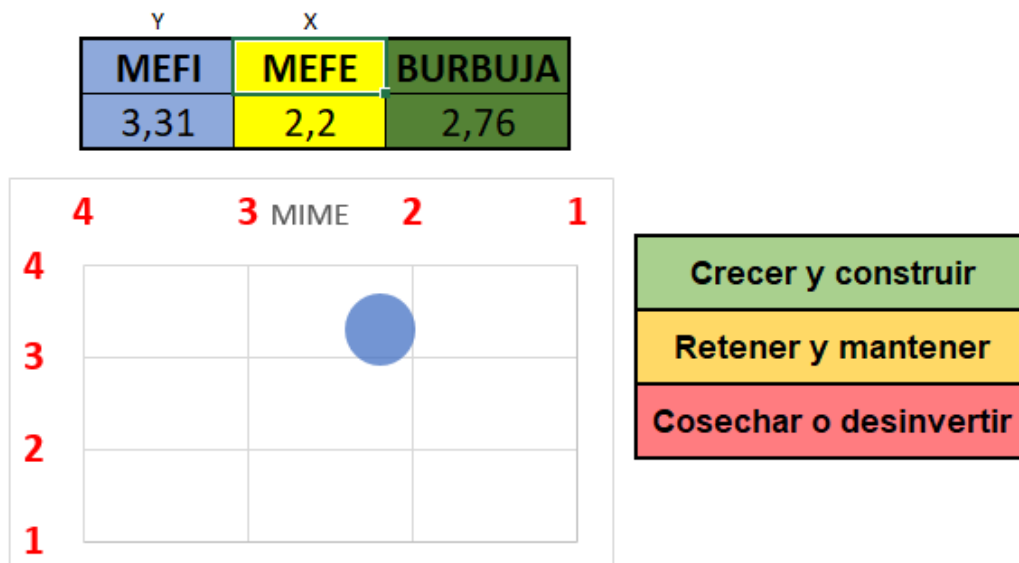 Y X
MEFI MEFE BURBUJA
3,31 2,2 2,76
4 3 MIME 2 1
4
3
2
1
Crecer y construir
Retener y mantener
Cosechar o desinvertir